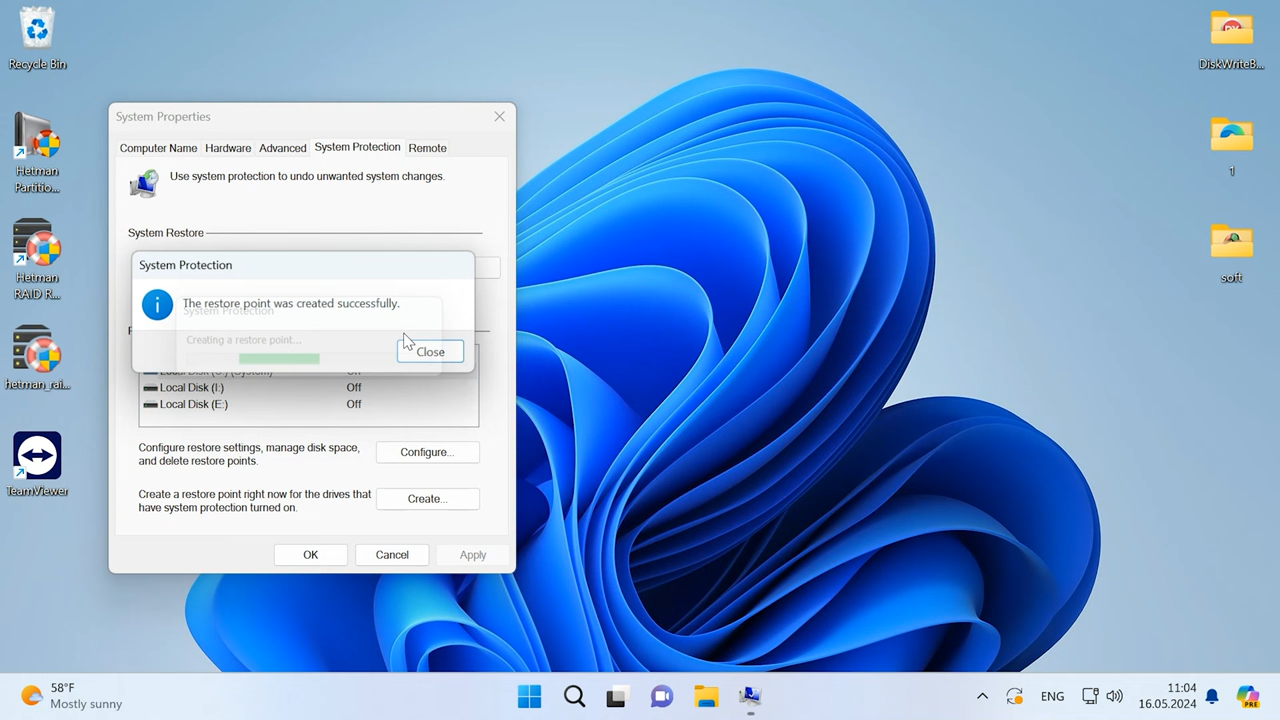 Recycle Bin
Hetman
Partitio...
Hetman
RAID R...
hetman_rai...
TeamViewer
DiskWriteB...
1
soft
System Properties
Computer Name
Hardware
Advanced
System Protection
Remote
Use system protection to undo unwanted system changes.
System Restore
System Protection
The restore point was created successfully.
System Protection
Creating a restore point...
Close
Local Disk (C:) (System) Off
Local Disk (I:) Off
Local Disk (E:) Off
Configure restore settings, manage disk space,
and delete restore points.
Configure...
Create a restore point right now for the drives that
have system protection turned on.
Create...
OK
Cancel
Apply
58°F
Mostly sunny
ENG
11:04
16.05.2024
PRE